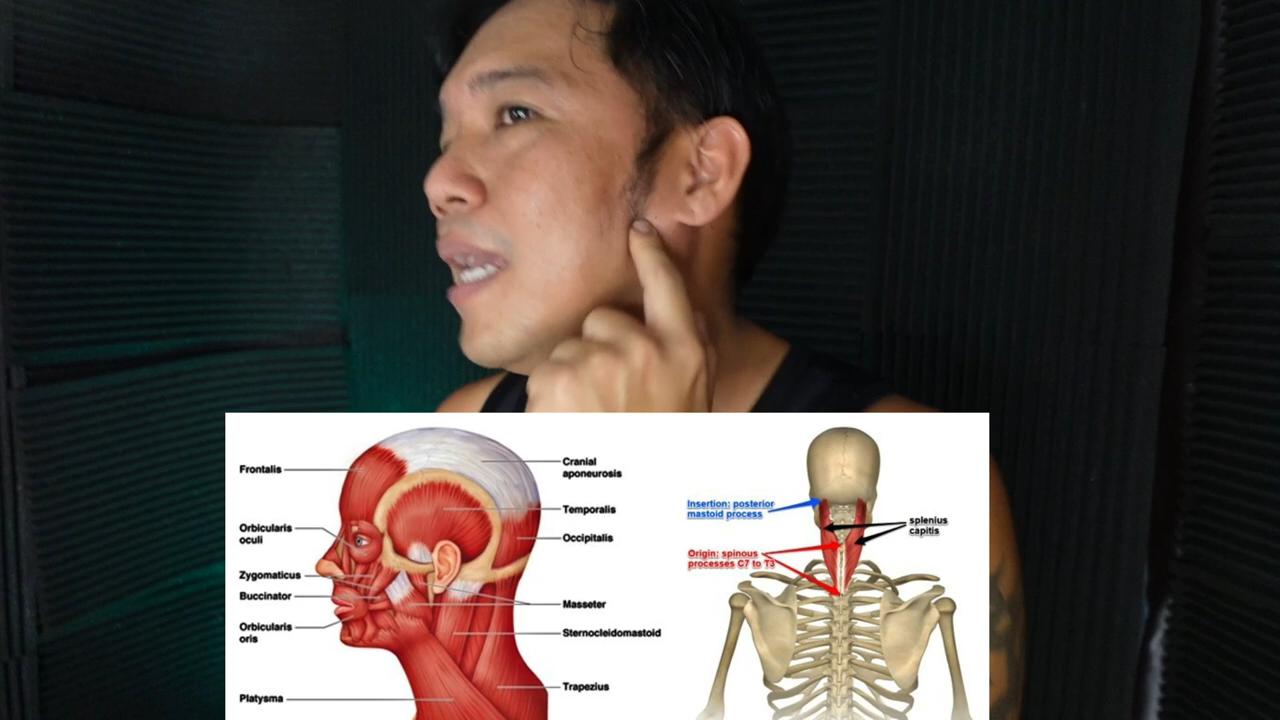 Frontalis
Orbicularis
oculi
Zygomaticus
Buccinator
Orbicularis
oris
Platysma
Cranial
aponeurosis
Temporalis
Occipitalis
Masseter
Sternocleidomastoid
Trapezius
Insertion: posterior
mastoid process
Origin: spinous
processes C7 to T3
splenius
capitis